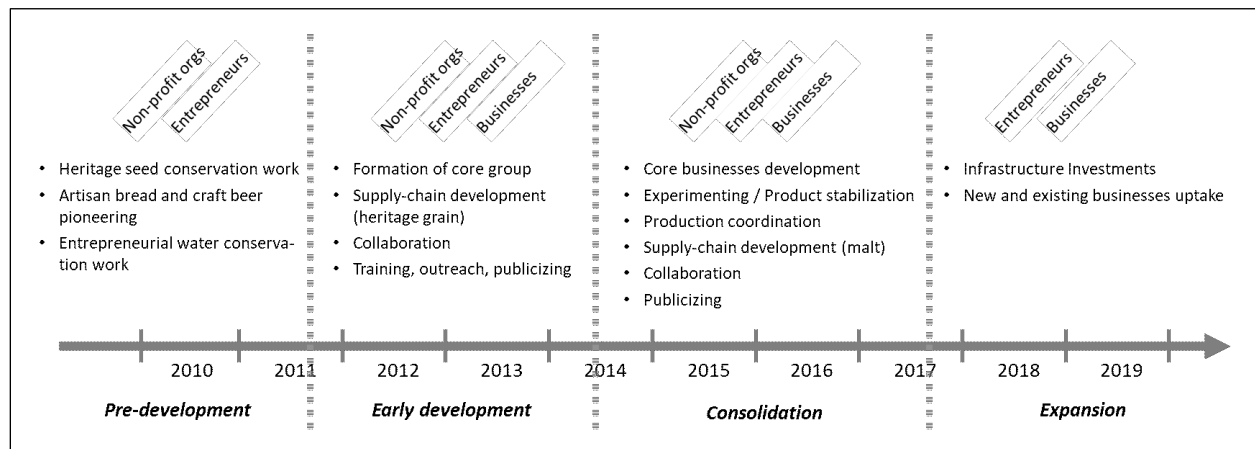 Non-profit orgs
Entrepreneurs
Non-profit orgs
Entrepreneurs
Businesses
Non-profit orgs
Entrepreneurs
Businesses
Entrepreneurs
Businesses
• Heritage seed conservation work
• Artisan bread and craft beer
pioneering
• Entrepreneurial water conserva-
tion work
• Formation of core group
• Supply-chain development
(heritage grain)
• Collaboration
• Training, outreach, publicizing
• Core businesses development
• Experimenting / Product stabilization
• Production coordination
• Supply-chain development (malt)
• Collaboration
• Publicizing
• Infrastructure Investments
• New and existing businesses uptake
2010 2011 2012 2013 2014 2015 2016 2017 2018 2019
Pre-development Early development Consolidation Expansion